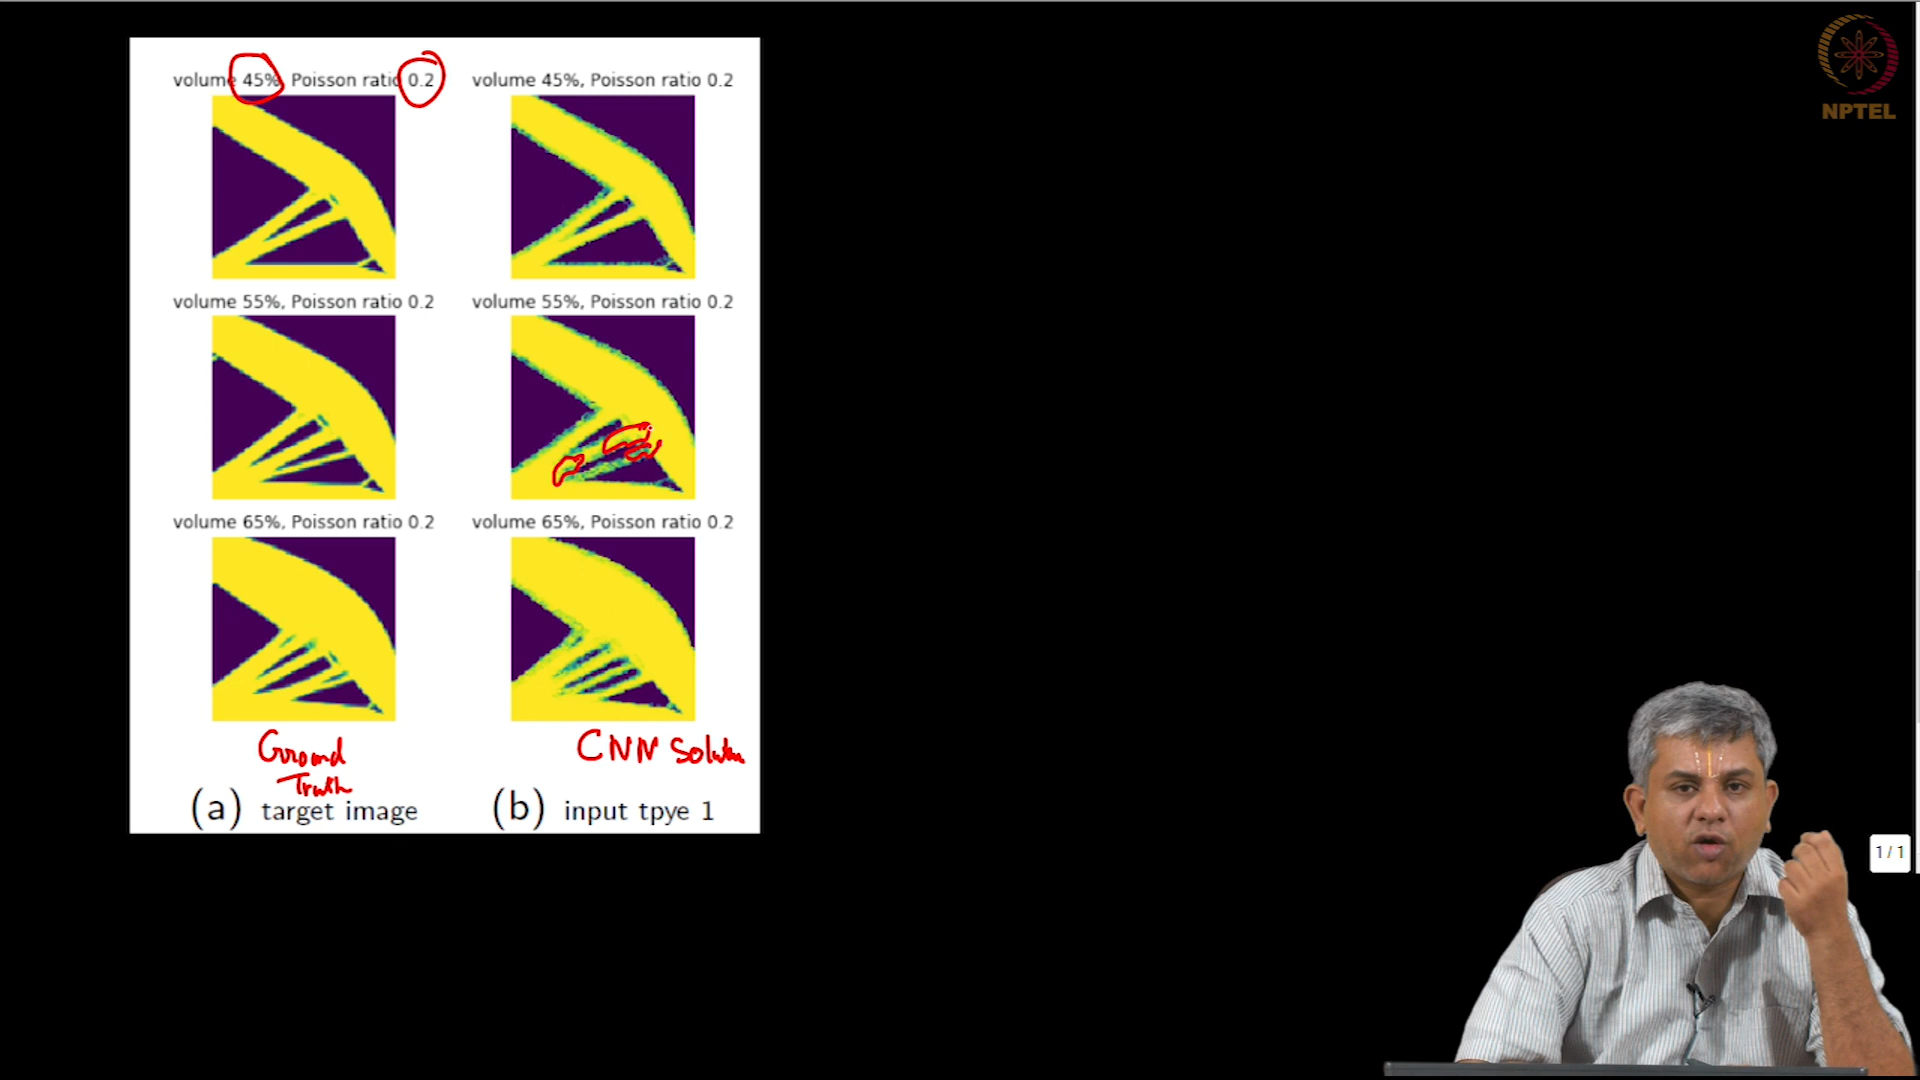 volume 45%, Poisson ratio 0.2
volume 45%, Poisson ratio 0.2
volume 55%, Poisson ratio 0.2
volume 55%, Poisson ratio 0.2
volume 65%, Poisson ratio 0.2
volume 65%, Poisson ratio 0.2
Ground
Truth
CNN Solution
(a) target image
(b) input tpye 1
NPTEL
1 / 1